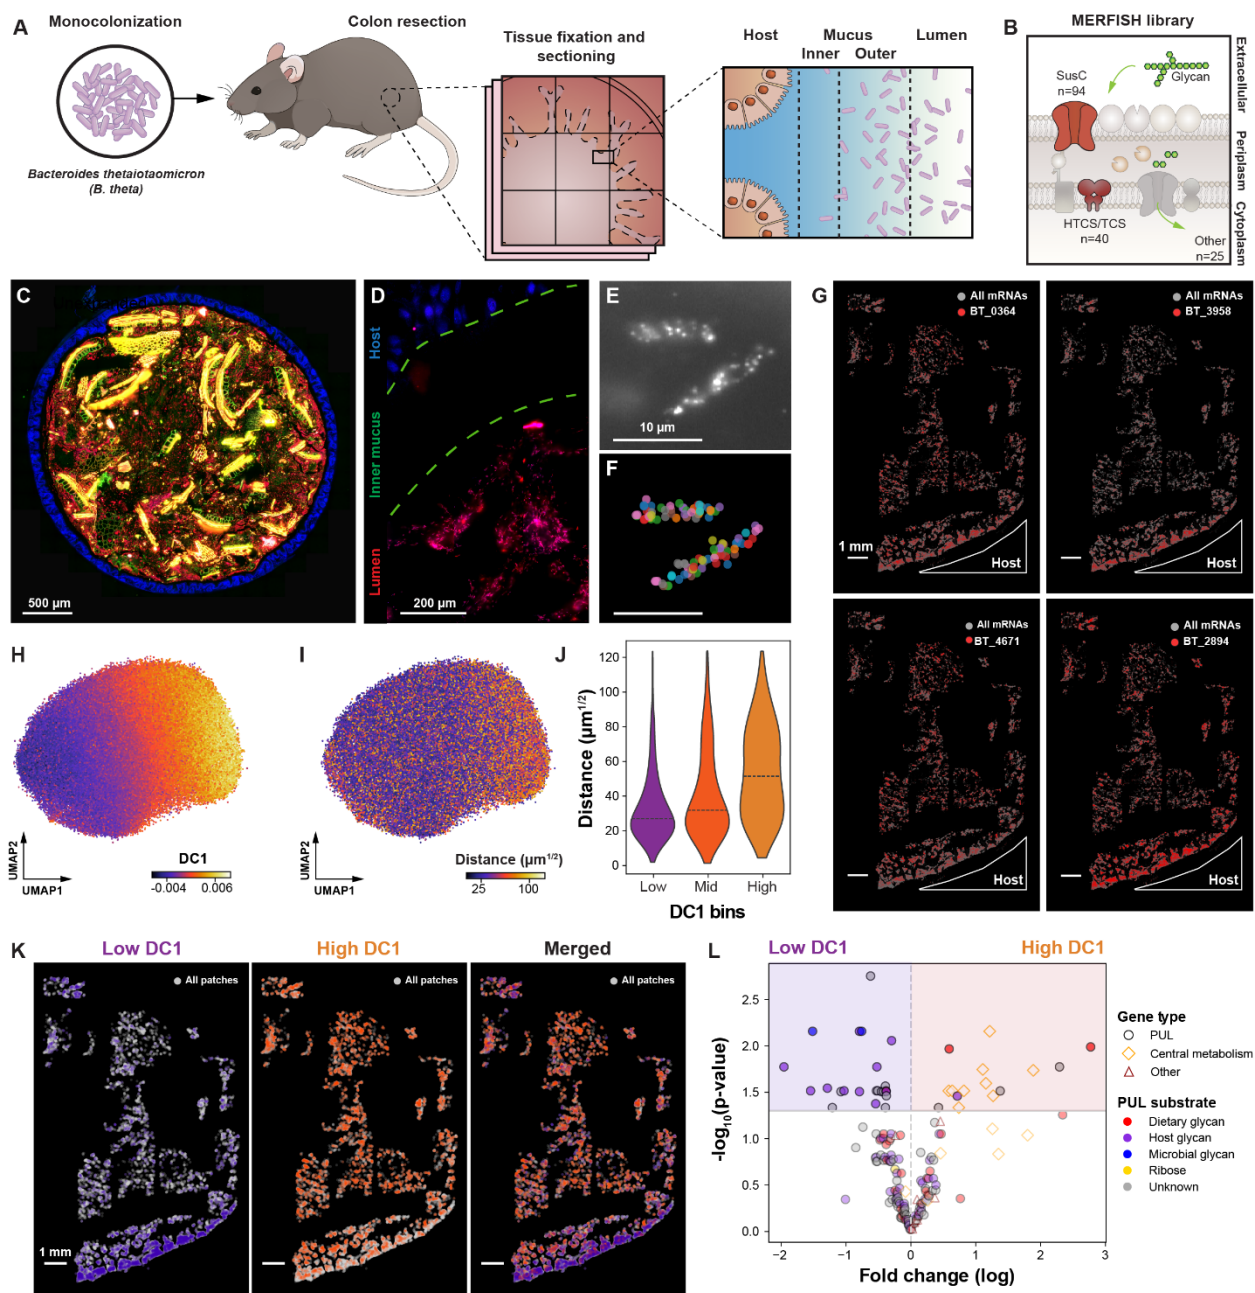 A
Monocolonization
Bacteroides thetaiotaomicron
(B. theta)
Colon resection
Tissue fixation and
sectioning
Host
Mucus
Inner
Outer
Lumen
B
MERFISH library
SusC
n=94
Glycan
HTCS/TCS
n=40
Other
n=25
Extracellular
Periplasm
Cytoplasm
C
500 µm
D
Host
Inner mucus
Lumen
200 µm
E
10 µm
F
G
All mRNAs
BT_0364
1 mm
Host
All mRNAs
BT_3958
Host
All mRNAs
BT_4671
Host
All mRNAs
BT_2894
Host
H
UMAP2
UMAP1
DC1
-0.004 0.006
I
UMAP2
UMAP1
Distance (µm1/2)
25 100
J
Distance (µm1/2)
120
100
80
60
40
20
0
Low Mid High
DC1 bins
K
Low DC1
All patches
1 mm
High DC1
All patches
Merged
All patches
L
Low DC1
High DC1
-log10(p-value)
2.5
2.0
1.5
1.0
0.5
0.0
−2 −1 0 1 2 3
Fold change (log)
Gene type
PUL
Central metabolism
Other
PUL substrate
Dietary glycan
Host glycan
Microbial glycan
Ribose
Unknown